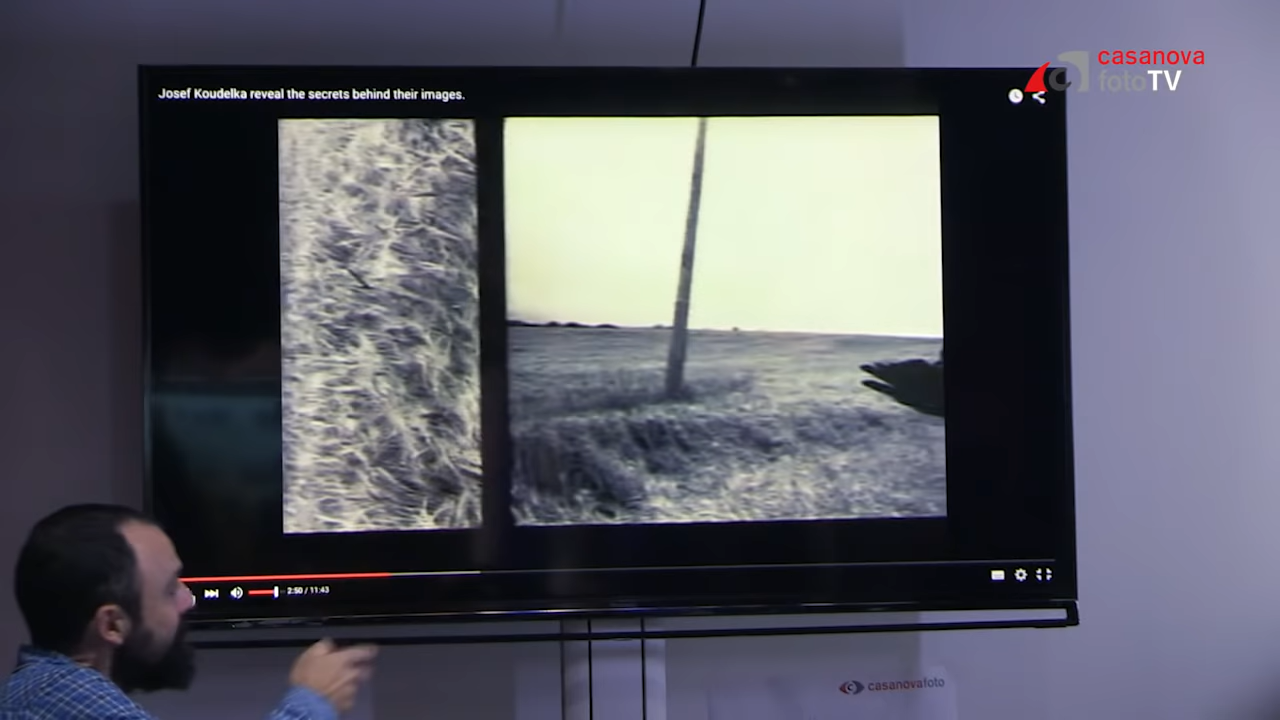 casanova
fotoTV
Josef Koudelka reveal the secrets behind their images.
2:50 / 11:43
casanovafoto